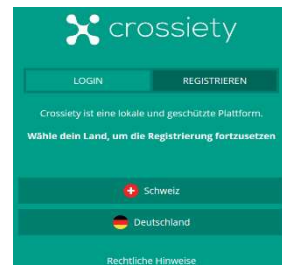 crossiety
LOGIN REGISTRIEREN
Crossiety ist eine lokale und geschützte Plattform.
Wähle dein Land, um die Registrierung fortzusetzen
Schweiz
Deutschland
Rechtliche Hinweise